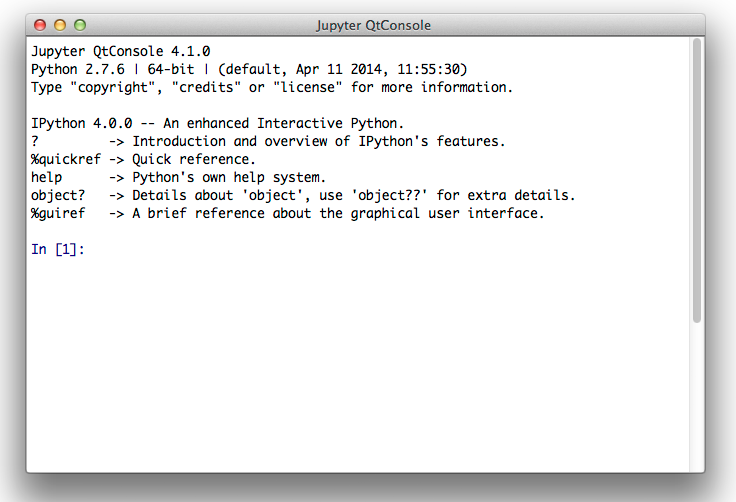 Jupyter QtConsole
Jupyter QtConsole 4.1.0
Python 2.7.6 | 64-bit | (default, Apr 11 2014, 11:55:30)
Type "copyright", "credits" or "license" for more information.
IPython 4.0.0 -- An enhanced Interactive Python.
?         -> Introduction and overview of IPython's features.
%quickref -> Quick reference.
help      -> Python's own help system.
object?   -> Details about 'object', use 'object??' for extra details.
%guiref   -> A brief reference about the graphical user interface.
In [1]: